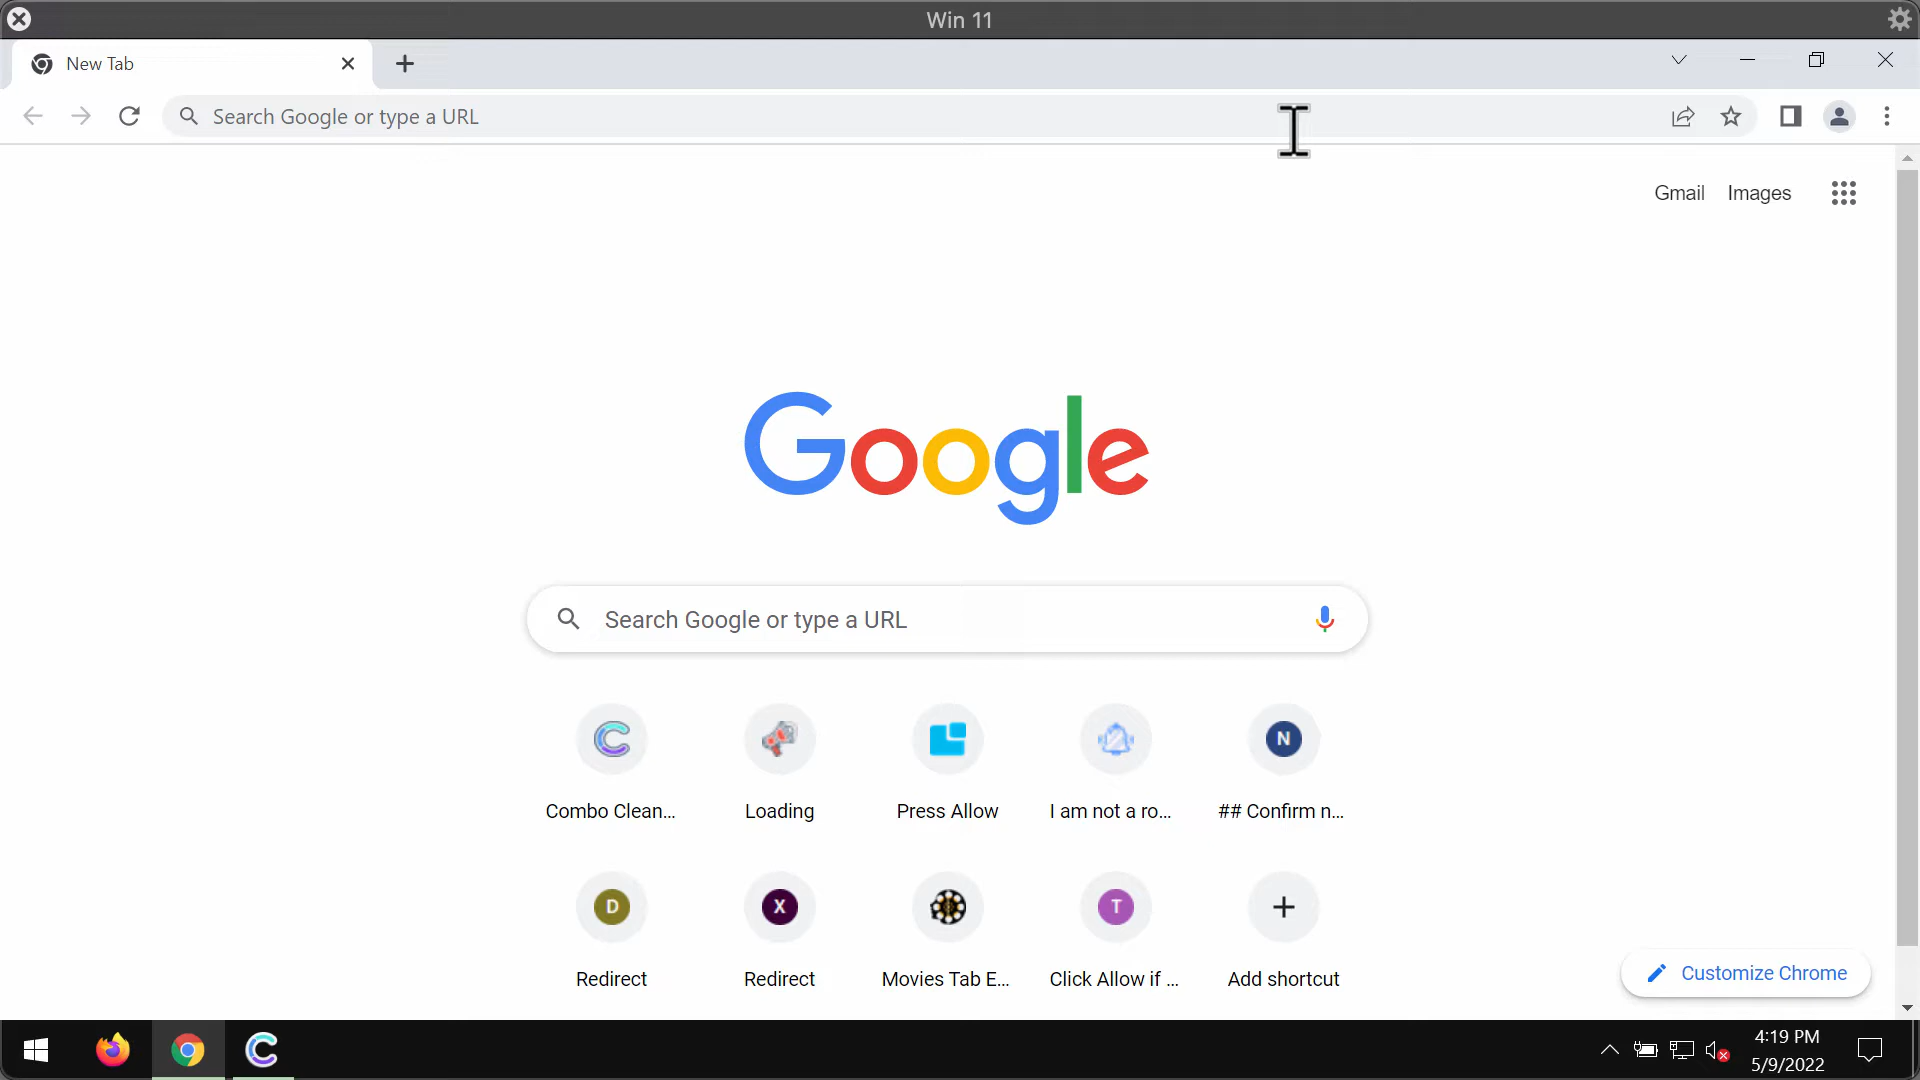 Win 11
New Tab
Search Google or type a URL
Gmail Images
Google
Search Google or type a URL
Combo Clean... Loading Press Allow I am not a ro... ## Confirm n...
N
D X T
Redirect Redirect Movies Tab E... Click Allow if ... Add shortcut
Customize Chrome
4:19 PM
5/9/2022